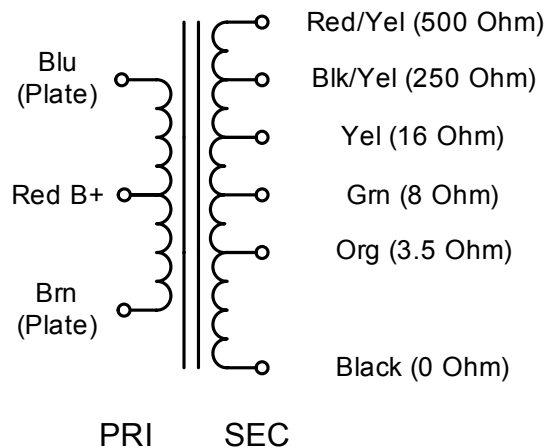 Red/Yel (500 Ohm)
Blu
(Plate)
Blk/Yel (250 Ohm)
Yel (16 Ohm)
Red B+
Grn (8 Ohm)
Org (3.5 Ohm)
Brn
(Plate)
Black (0 Ohm)
PRI
SEC